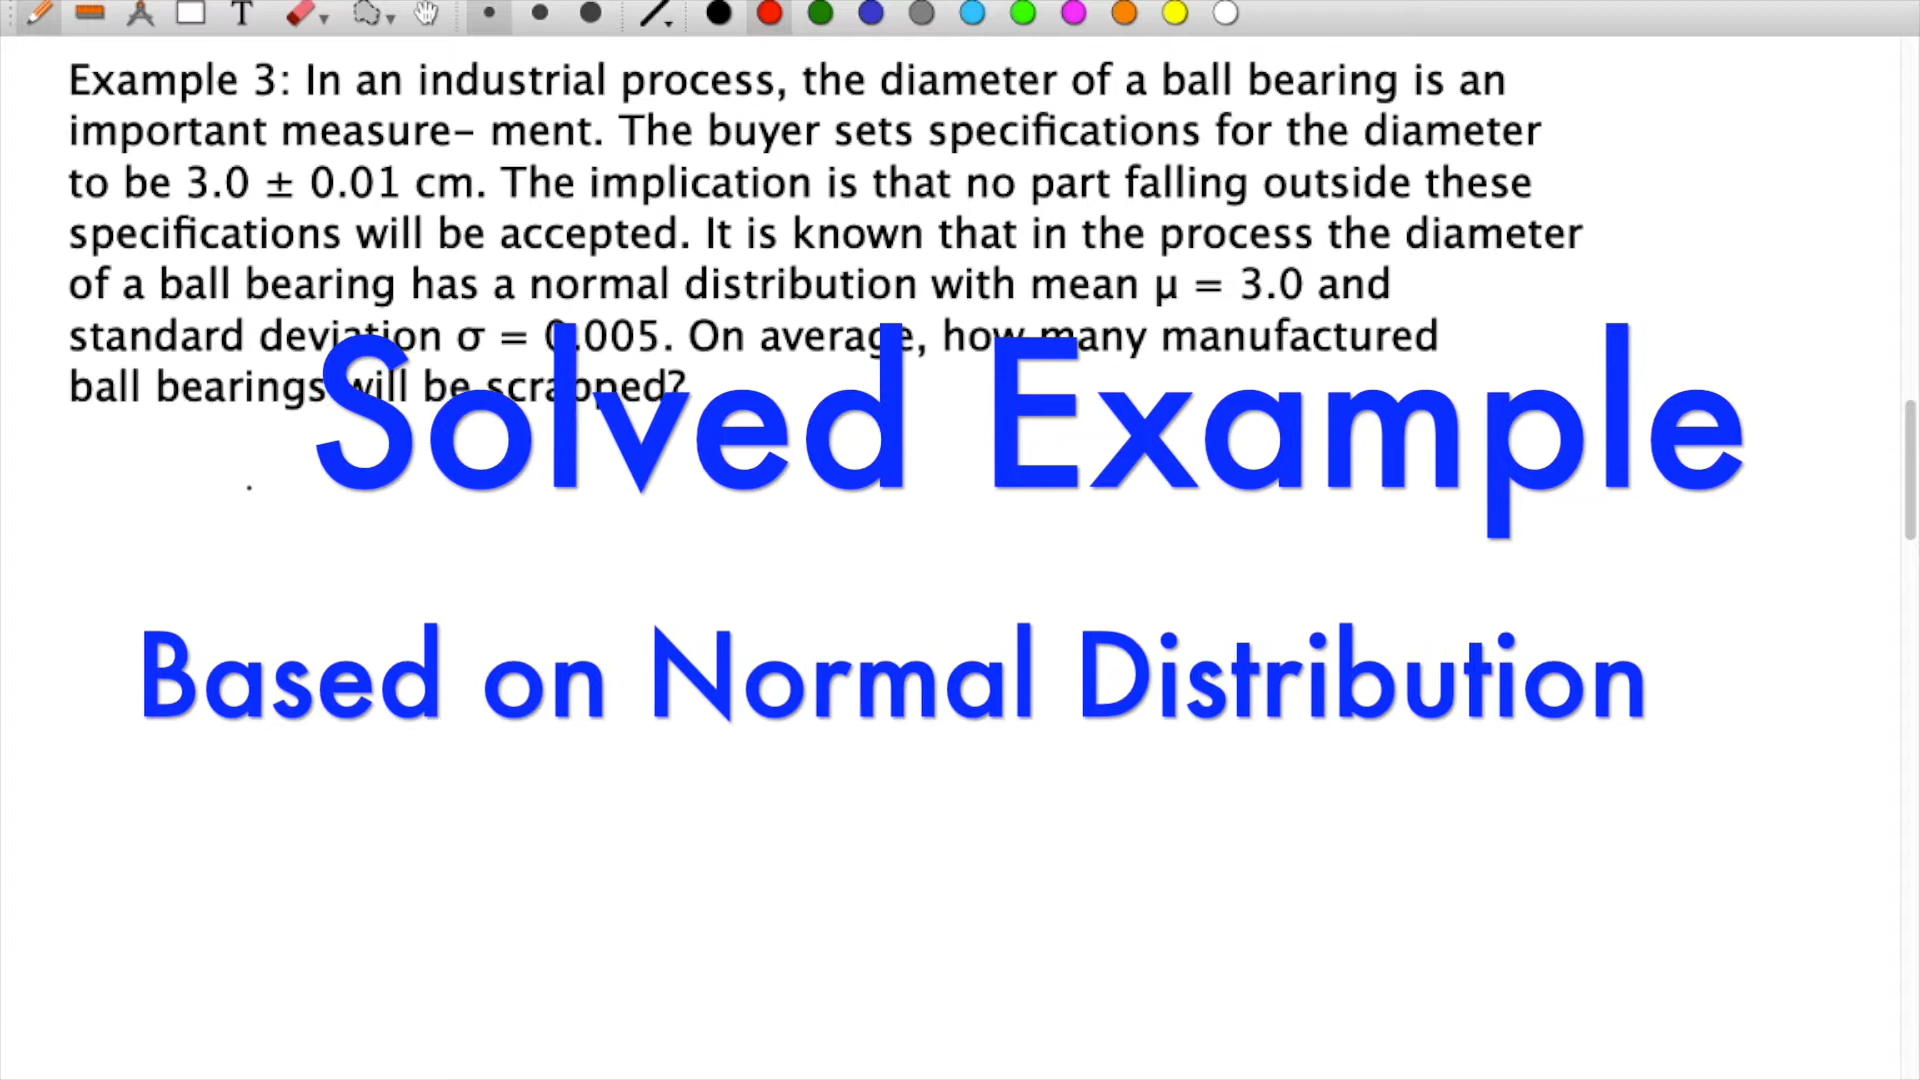 T
Example 3: In an industrial process, the diameter of a ball bearing is an
important measure– ment. The buyer sets specifications for the diameter
to be 3.0 ± 0.01 cm. The implication is that no part falling outside these
specifications will be accepted. It is known that in the process the diameter
of a ball bearing has a normal distribution with mean μ = 3.0 and
standard deviation σ = 0.005. On average, how many manufactured
ball bearings will be scrapped?
Solved Example
Based on Normal Distribution